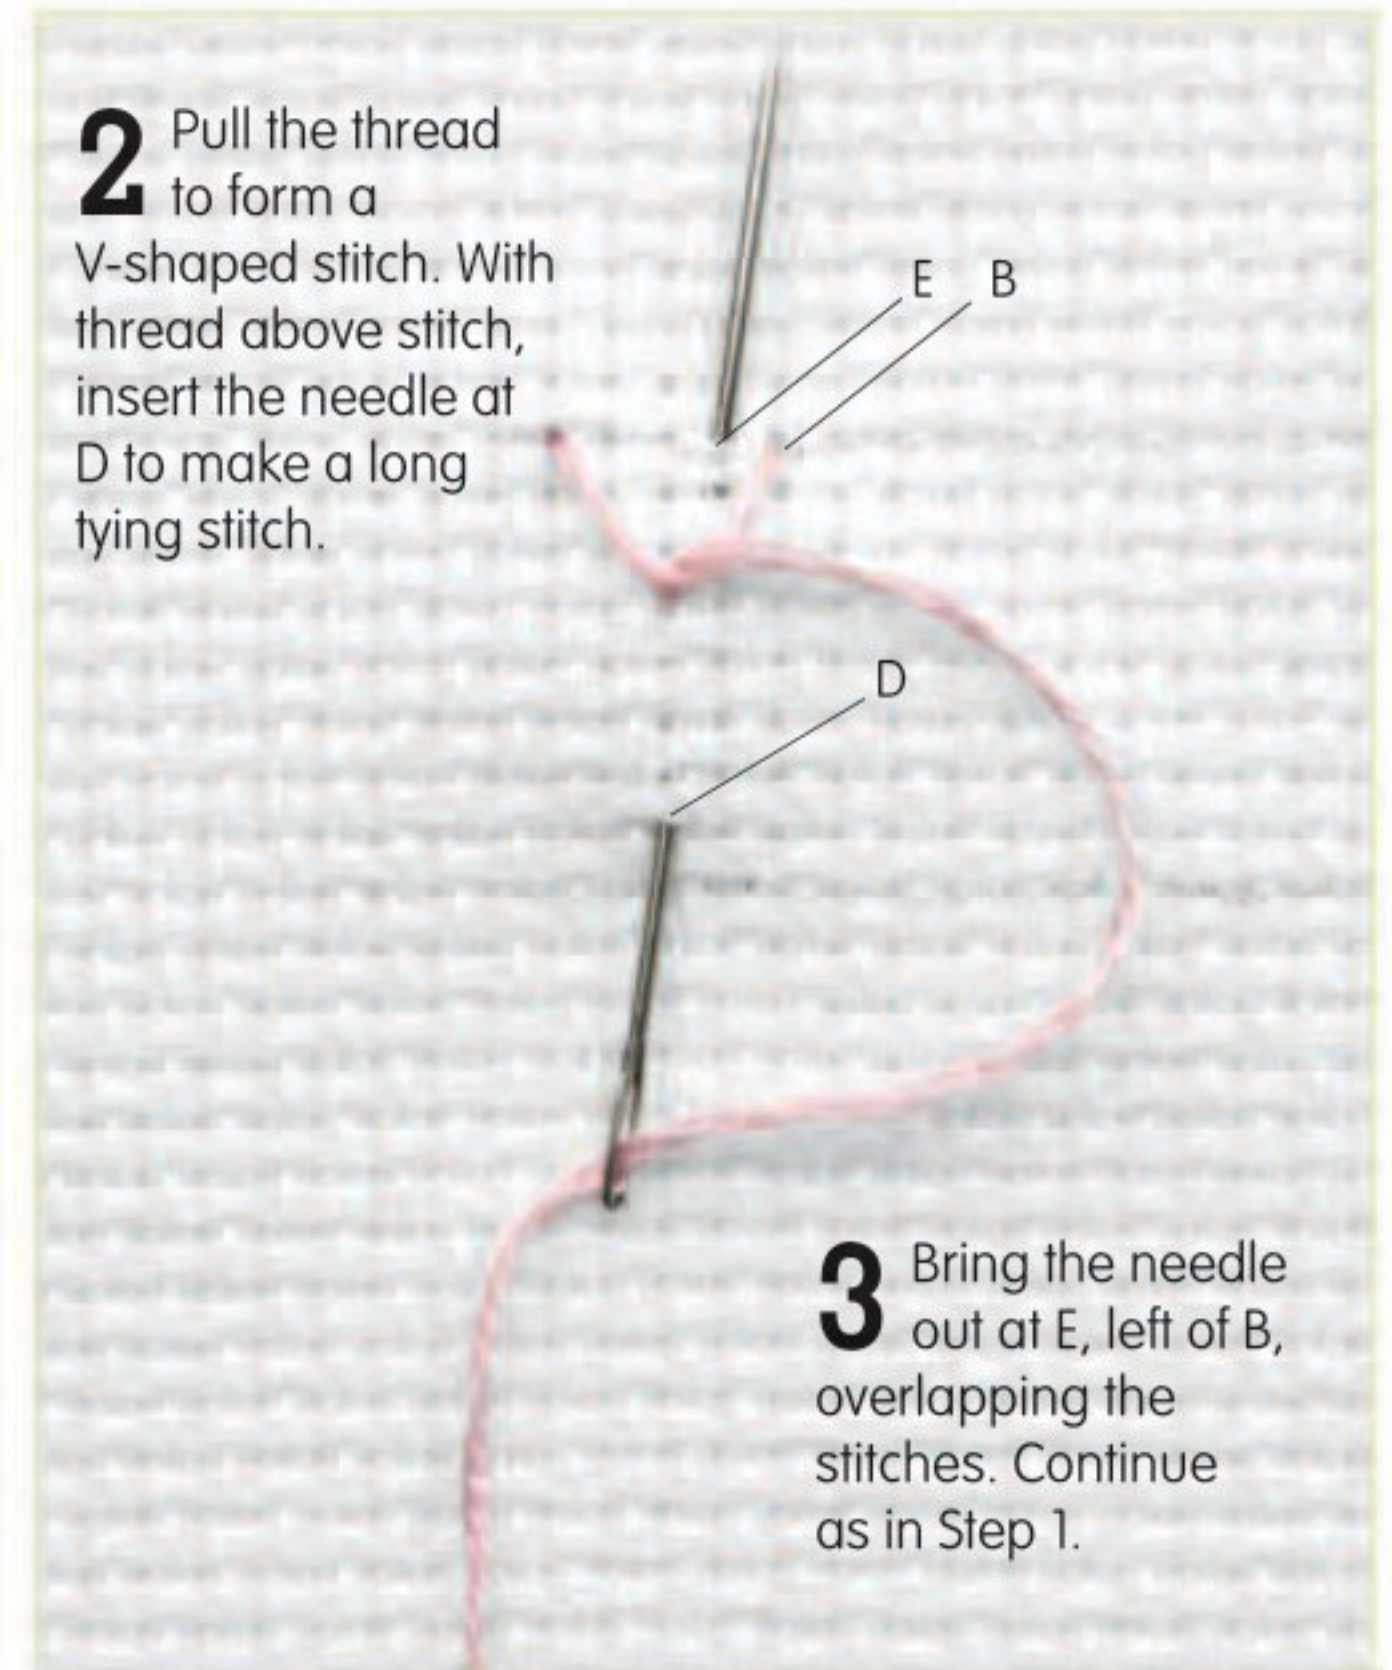 2 Pull the thread
to form a
V-shaped stitch. With
thread above stitch,
insert the needle at
D to make a long
tying stitch.
E B
D
3 Bring the needle
out at E, left of B,
overlapping the
stitches. Continue
as in Step 1.